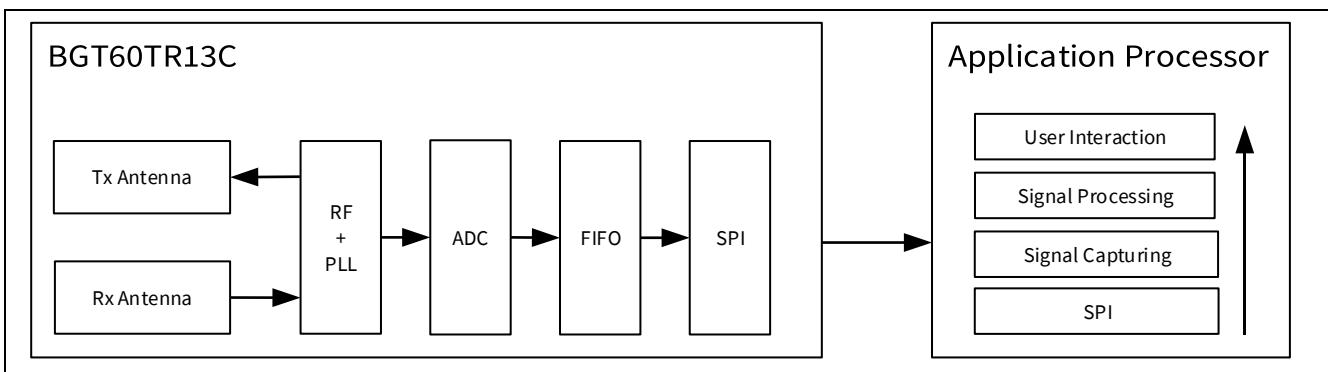 BGT60TR13C
Tx Antenna
Rx Antenna
RF
+
PLL
ADC
FIFO
SPI
Application Processor
User Interaction
Signal Processing
Signal Capturing
SPI